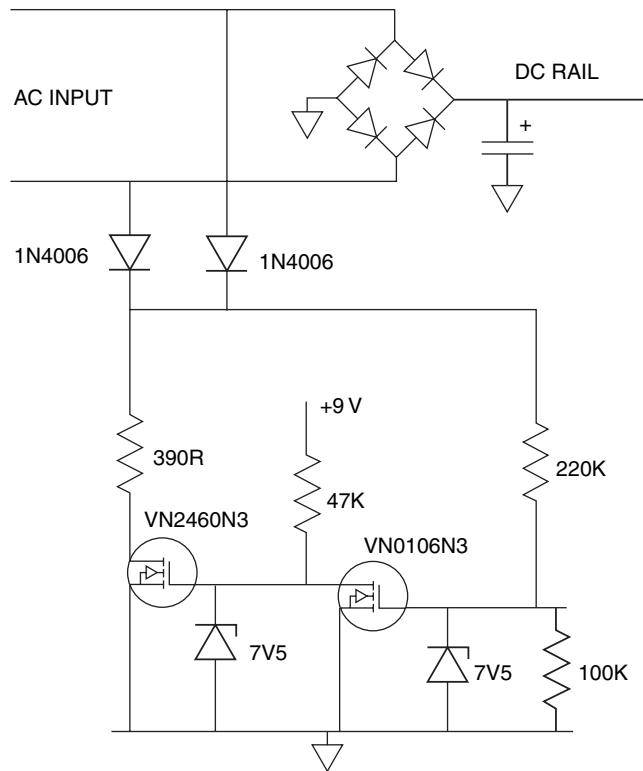 DC RAIL
AC INPUT
+
1N4006
1N4006
+9 V
390R
47K
220K
VN2460N3
VN0106N3
7V5
7V5
100K